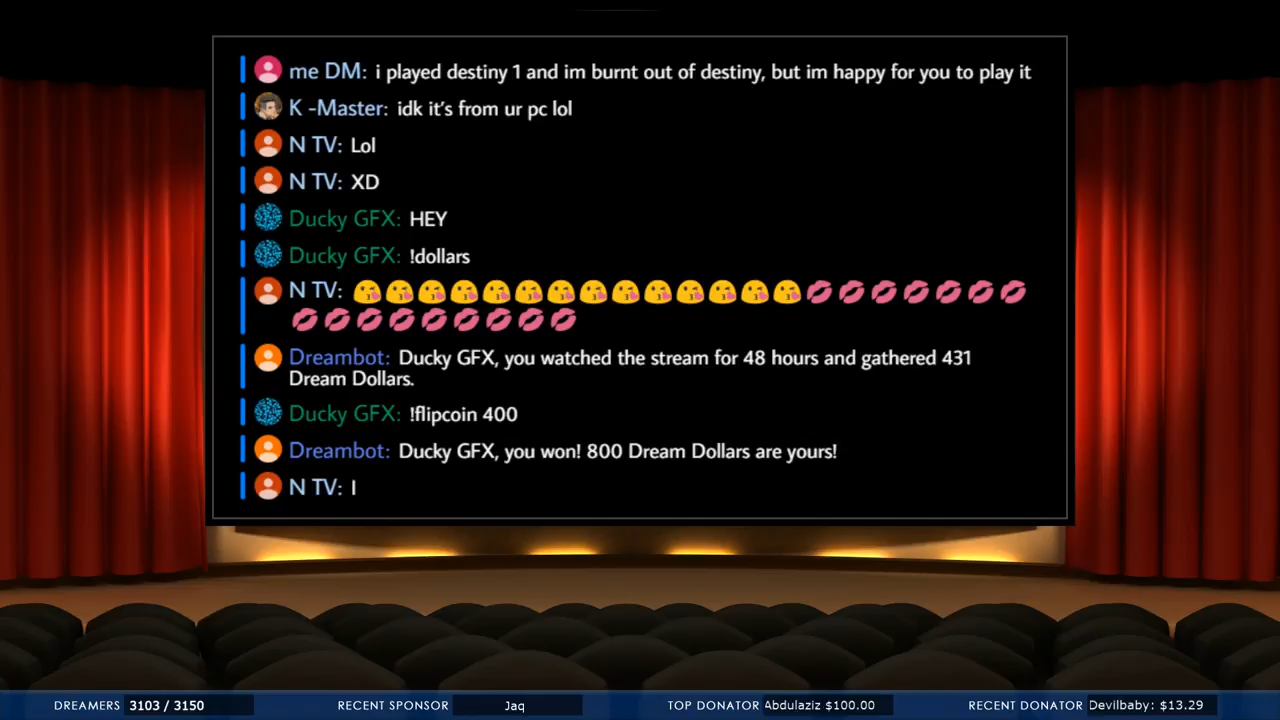 me DM: i played destiny 1 and im burnt out of destiny, but im happy for you to play it
K -Master: idk it's from ur pc lol
N TV: Lol
N TV: XD
Ducky GFX: HEY
Ducky GFX: !dollars
N TV: 😘😘😘😘😘😘😘😘😘😘😘😘😘😘💋💋💋💋💋💋💋
💋💋💋💋💋💋💋💋💋
Dreambot: Ducky GFX, you watched the stream for 48 hours and gathered 431
Dream Dollars.
Ducky GFX: !flipcoin 400
Dreambot: Ducky GFX, you won! 800 Dream Dollars are yours!
N TV: I
DREAMERS 3103 / 3150 RECENT SPONSOR Jaq TOP DONATOR Abdulaziz $100.00 RECENT DONATOR Devilbaby: $13.29